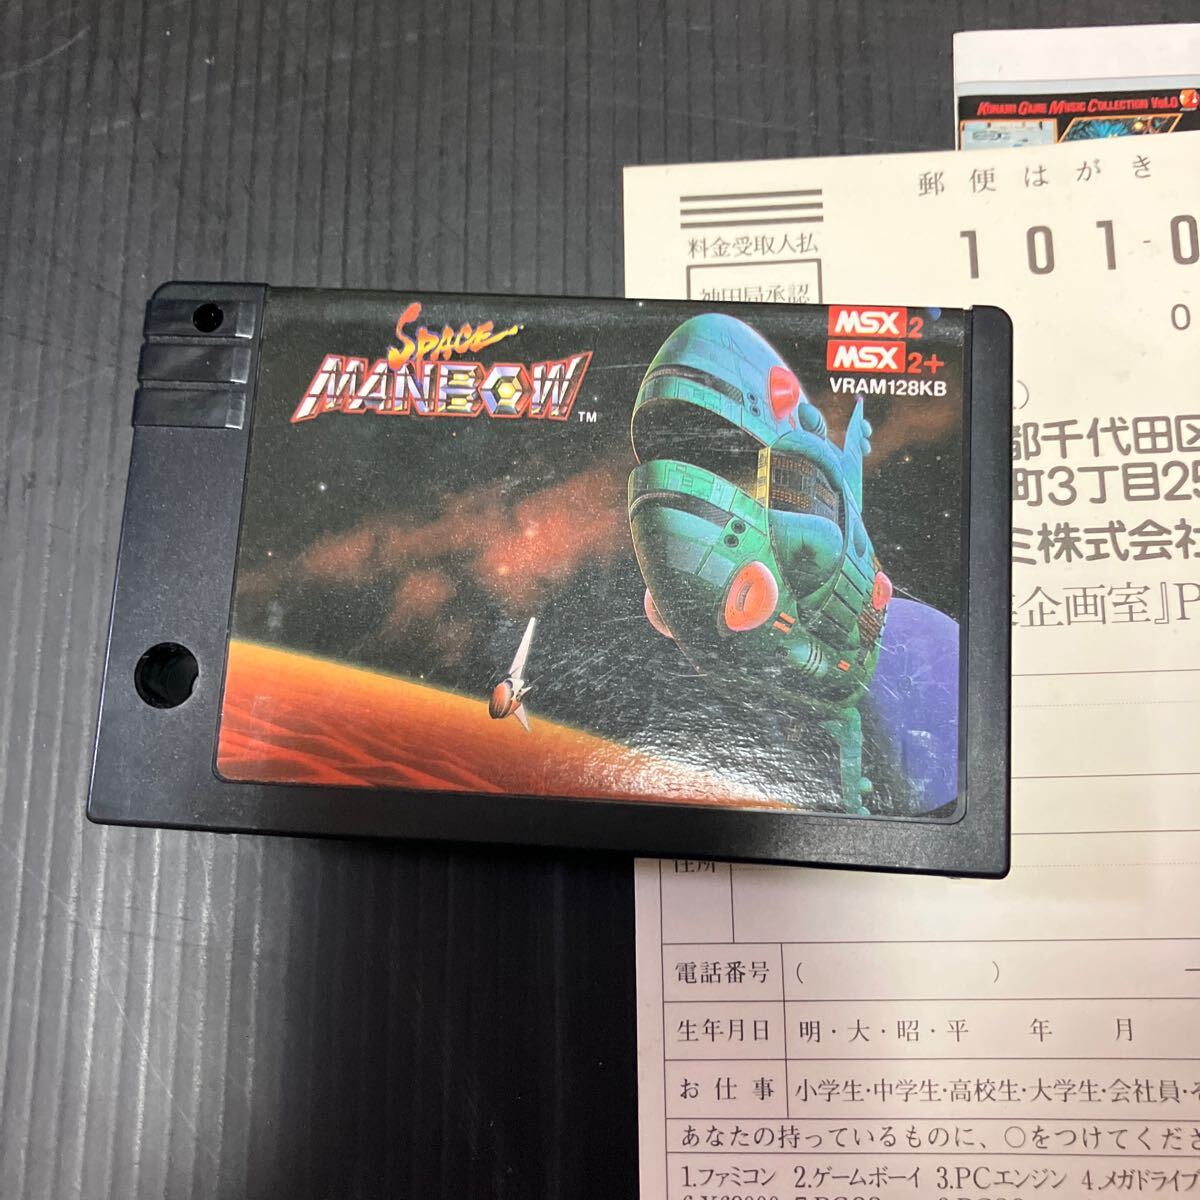 SPACE
MANBOW
TM
MSX 2
MSX 2+
VRAM128KB
KONAMI GAME MUSIC COLLECTION VOL.0
郵便はがき
料金受取人払
神田局承認
101-0
都千代田区
町3丁目25
ミ株式会社
企画室』P
住所
電話番号 ( ) —
生年月日 明・大・昭・平 年 月
お仕事 小学生・中学生・高校生・大学生・会社員・そ
あなたの持っているものに、○をつけてくださ
1.ファミコン 2.ゲームボーイ 3.PCエンジン 4.メガドライブ